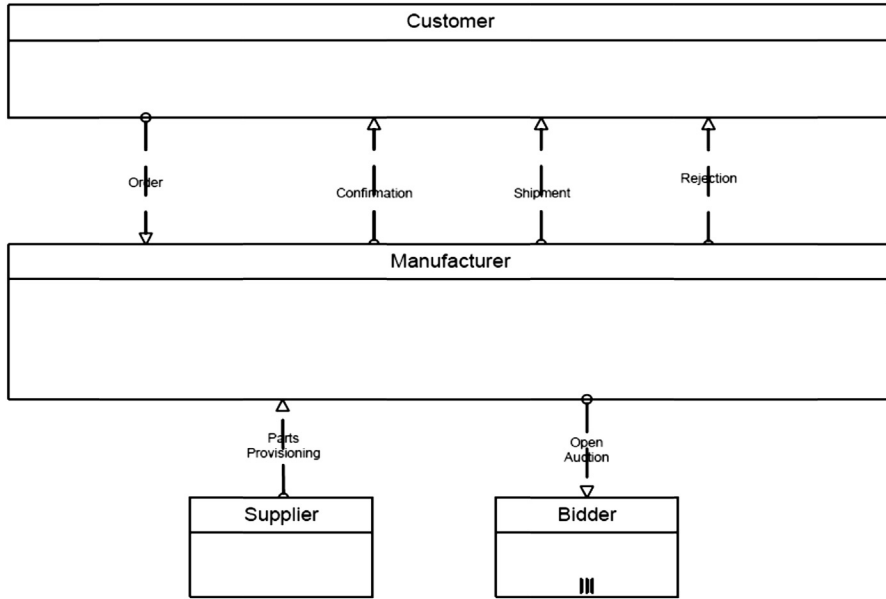 Customer
Order
Confirmation
Shipment
Rejection
Manufacturer
Parts
Provisioning
Open
Auction
Supplier
Bidder